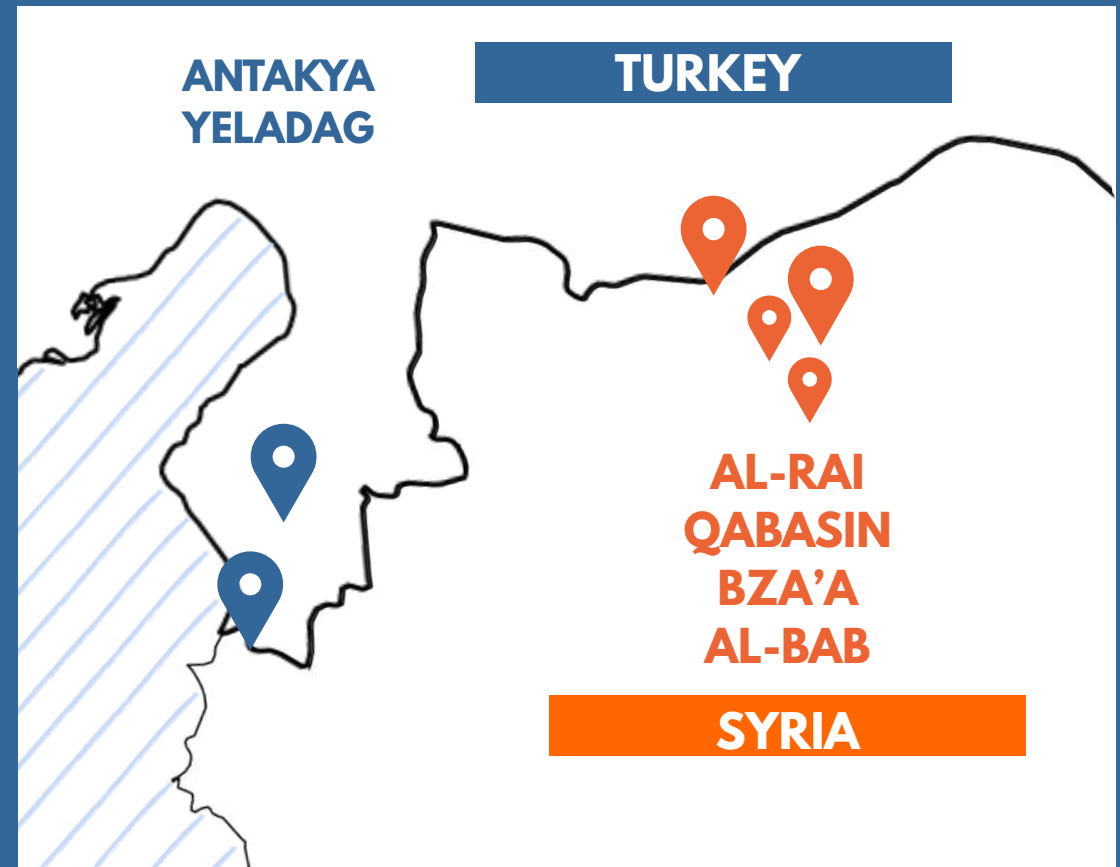 ANTAKYA
YELADAG
TURKEY
AL-RAI
QABASIN
BZA’A
AL-BAB
SYRIA